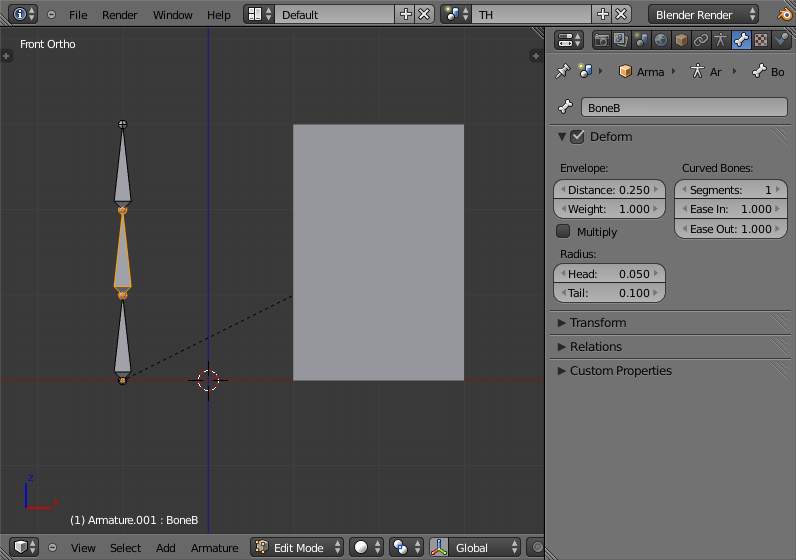 File Render Window Help Default TH Blender Render
Front Ortho
Arma Ar Bo
BoneB
Deform
Envelope: Curved Bones:
Distance: 0.250 Segments: 1
Weight: 1.000 Ease In: 1.000
Multiply Ease Out: 1.000
Radius:
Head: 0.050
Tail: 0.100
Transform
Relations
Custom Properties
z
x
(1) Armature.001 : BoneB
View Select Add Armature Edit Mode Global